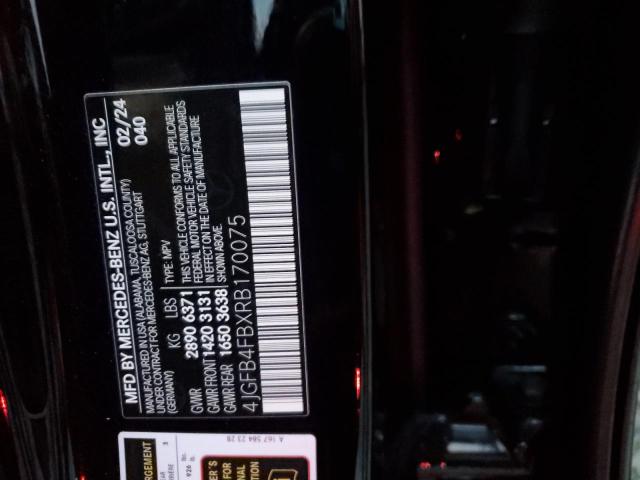 MFD BY MERCEDES-BENZ U.S. INTL., INC
MANUFACTURED IN USA (ALABAMA, TUSCALOOSA COUNTY) 02/24
UNDER CONTRACT FOR MERCEDES-BENZ AG, STUTTGART 040
(GERMANY)
KG LBS TYPE: MPV
GVWR 2890 6371 THIS VEHICLE CONFORMS TO ALL APPLICABLE
GAWR FRONT 1420 3131 FEDERAL MOTOR VEHICLE SAFETY STANDARDS
GAWR REAR 1650 3638 IN EFFECT ON THE DATE OF MANUFACTURE
SHOWN ABOVE.
4JGFB4FBXRB170075
A 167 584 23 28
926 lbs.